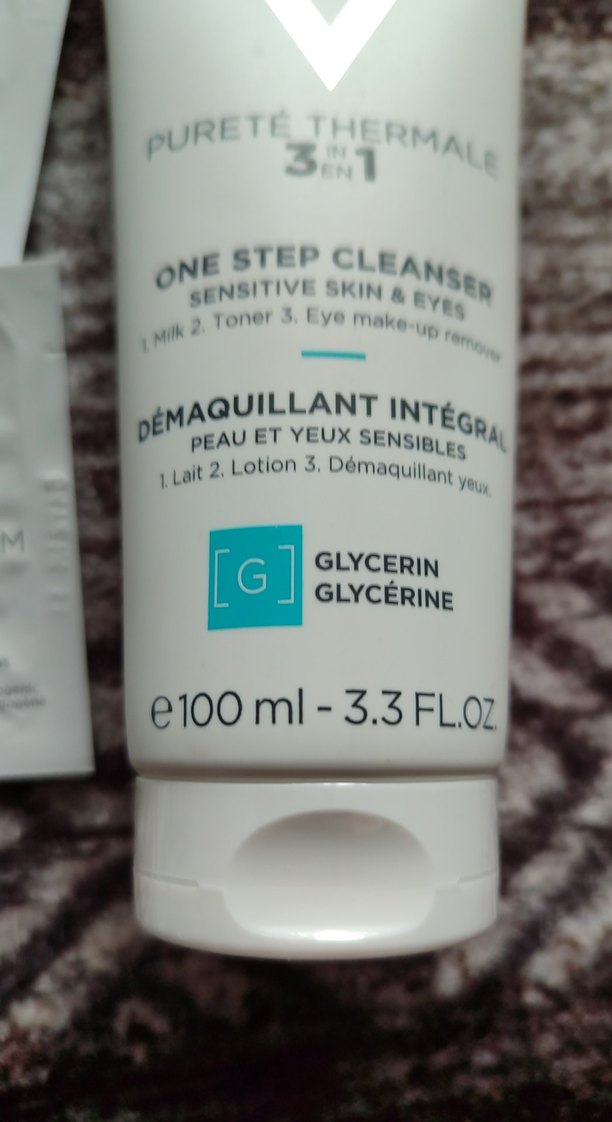 PURETÉ THERMALE
3 IN EN 1
ONE STEP CLEANSER
SENSITIVE SKIN & EYES
1. Milk 2. Toner 3. Eye make-up remover
DÉMAQUILLANT INTÉGRAL
PEAU ET YEUX SENSIBLES
1. Lait 2. Lotion 3. Démaquillant yeux.
[G] GLYCERIN
GLYCÉRINE
e 100 ml - 3.3 FL.OZ.
M